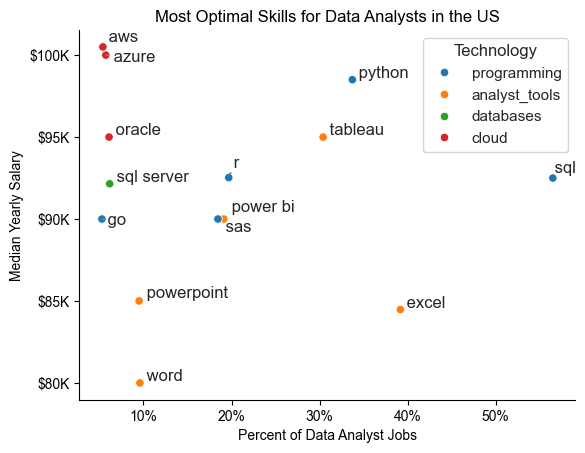 Most Optimal Skills for Data Analysts in the US
aws
$100K
azure
python
Technology
programming
analyst_tools
databases
cloud
oracle
tableau
$95K
r
sql
sql server
Median Yearly Salary
power bi
$90K
go
sas
powerpoint
$85K
excel
word
$80K
10%
20%
30%
40%
50%
Percent of Data Analyst Jobs